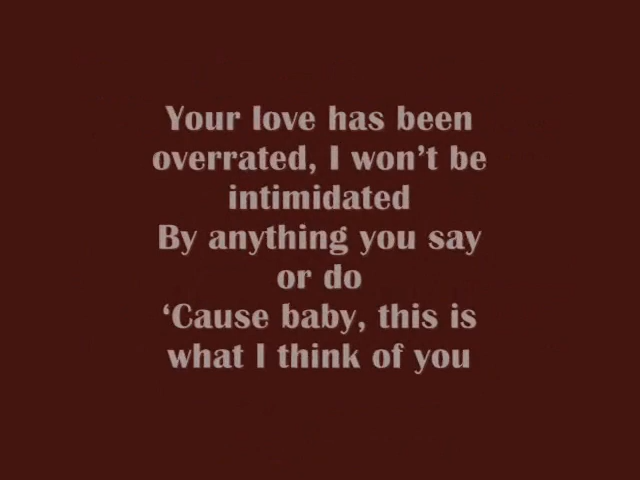 Your love has been
overrated, I won't be
intimidated
By anything you say
or do
‘Cause baby, this is
what I think of you